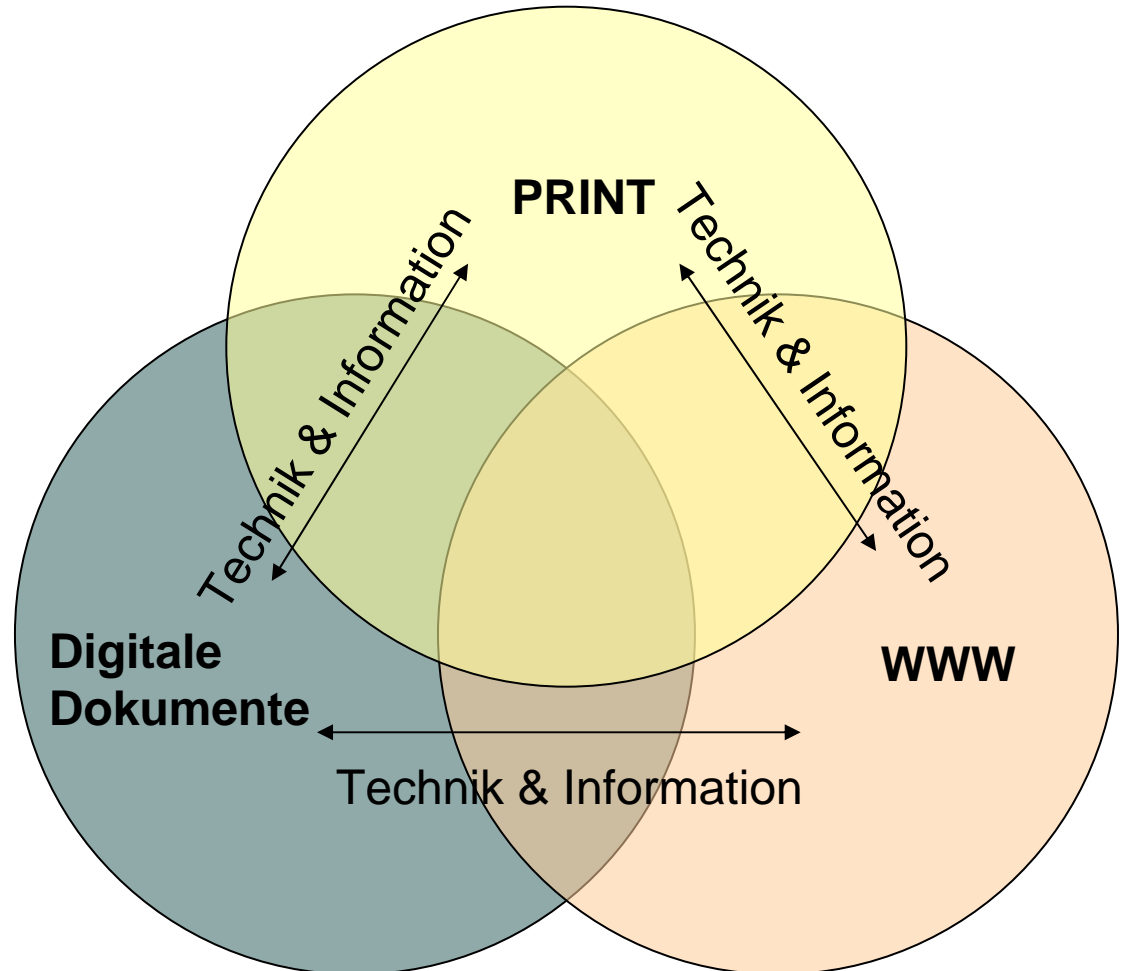 PRINT
Technik & Information
Technik & Information
Digitale
Dokumente
WWW
Technik & Information